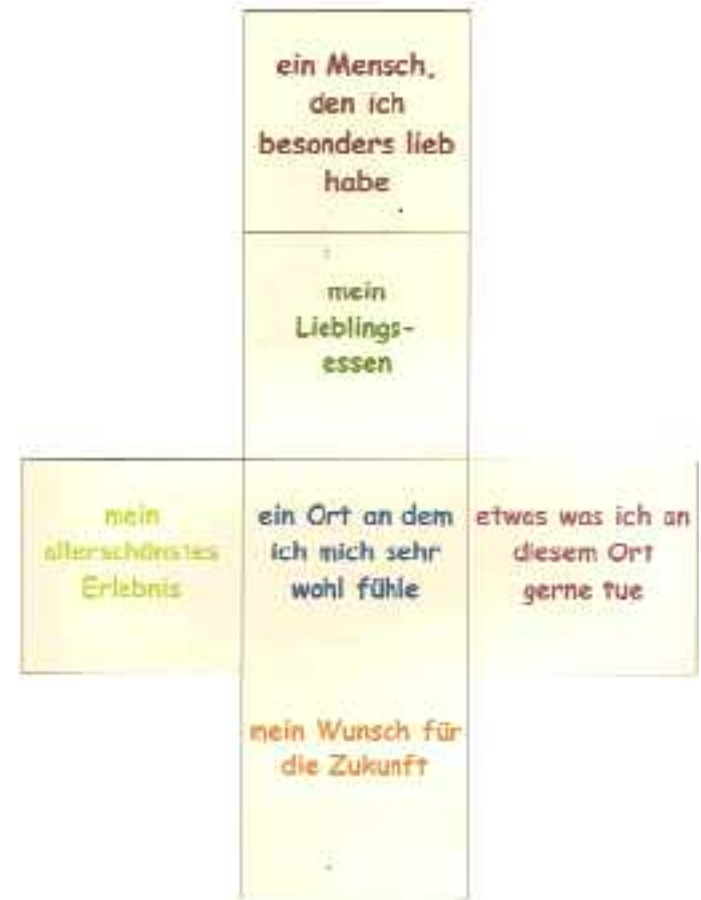 ein Mensch,
den ich
besonders lieb
habe
mein
Lieblings-
essen
mein
allerschönstes
Erlebnis
ein Ort an dem
ich mich sehr
wohl fühle
etwas was ich an
diesem Ort
gerne tue
mein Wunsch für
die Zukunft